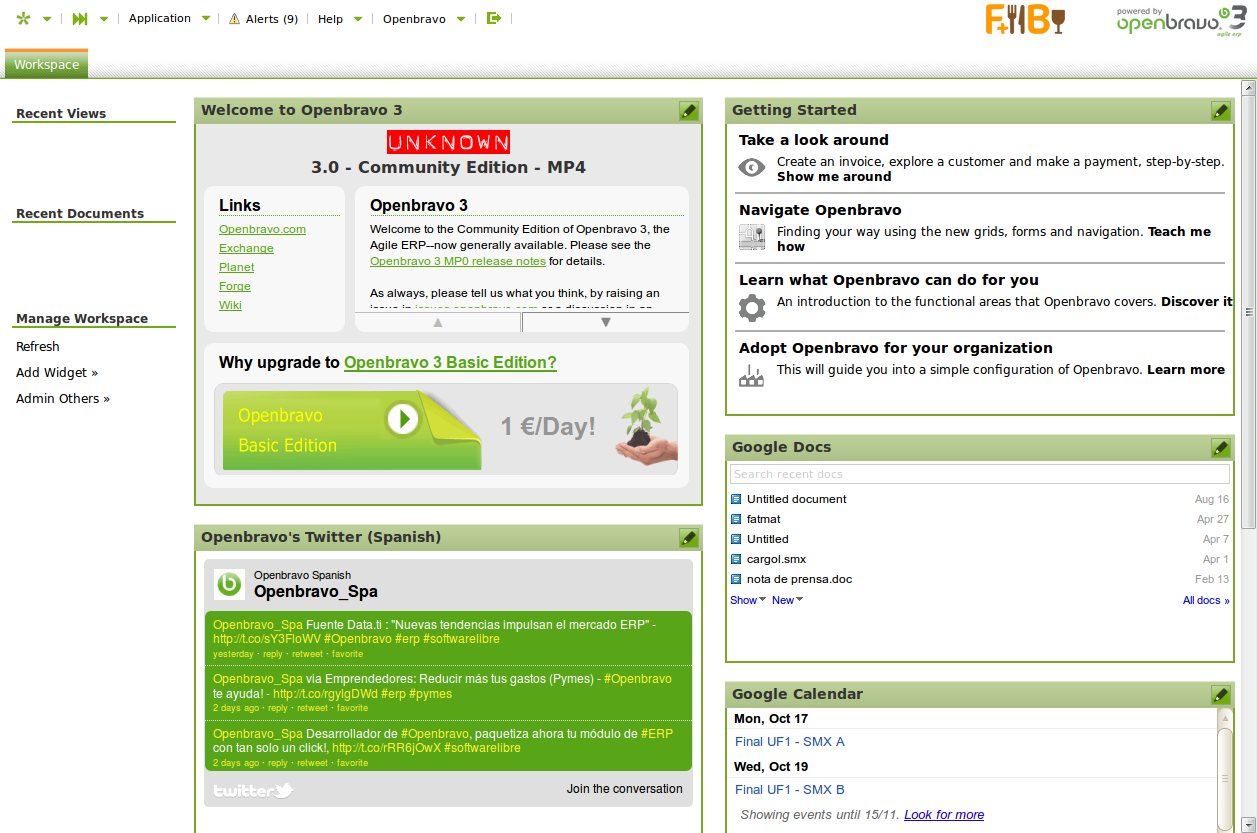 Application
Alerts (9)
Help
Openbravo
F+B
powered by
openbravo 3
agile erp
Workspace
Recent Views
Recent Documents
Manage Workspace
Refresh
Add Widget »
Admin Others »
Welcome to Openbravo 3
UNKNOWN
3.0 - Community Edition - MP4
Links
Openbravo.com
Exchange
Planet
Forge
Wiki
Openbravo 3
Welcome to the Community Edition of Openbravo 3, the
Agile ERP--now generally available. Please see the
Openbravo 3 MP0 release notes for details.
As always, please tell us what you think, by raising an
Why upgrade to Openbravo 3 Basic Edition?
Openbravo
Basic Edition
1 €/Day!
Openbravo's Twitter (Spanish)
Openbravo Spanish
Openbravo_Spa
Openbravo_Spa Fuente Data.ti : "Nuevas tendencias impulsan el mercado ERP" -
http://t.co/sY3FloWV #Openbravo #erp #softwarelibre
yesterday · reply · retweet · favorite
Openbravo_Spa via Emprendedores: Reducir más tus gastos (Pymes) - #Openbravo
te ayuda! - http://t.co/rgylgDWd #erp #pymes
2 days ago · reply · retweet · favorite
Openbravo_Spa Desarrollador de #Openbravo, paquetiza ahora tu módulo de #ERP
con tan solo un click!, http://t.co/rRR6jOwX #softwarelibre
2 days ago · reply · retweet · favorite
twitter
Join the conversation
Getting Started
Take a look around
Create an invoice, explore a customer and make a payment, step-by-step.
Show me around
Navigate Openbravo
Finding your way using the new grids, forms and navigation. Teach me
how
Learn what Openbravo can do for you
An introduction to the functional areas that Openbravo covers. Discover it
Adopt Openbravo for your organization
This will guide you into a simple configuration of Openbravo. Learn more
Google Docs
Search recent docs
Untitled document Aug 16
fatmat Apr 27
Untitled Apr 7
cargol.smx Apr 1
nota de prensa.doc Feb 13
Show New All docs »
Google Calendar
Mon, Oct 17
Final UF1 - SMX A
Wed, Oct 19
Final UF1 - SMX B
Showing events until 15/11. Look for more